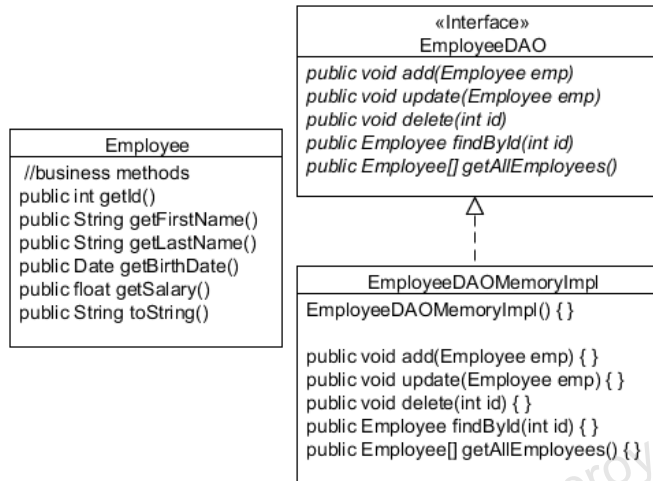 «Interface»
EmployeeDAO
public void add(Employee emp)
public void update(Employee emp)
public void delete(int id)
public Employee findById(int id)
public Employee[] getAllEmployees()
Employee
//business methods
public int getId()
public String getFirstName()
public String getLastName()
public Date getBirthDate()
public float getSalary()
public String toString()
EmployeeDAOMemoryImpl
EmployeeDAOMemoryImpl() { }
public void add(Employee emp) { }
public void update(Employee emp) { }
public void delete(int id) { }
public Employee findById(int id) { }
public Employee[] getAllEmployees() { }